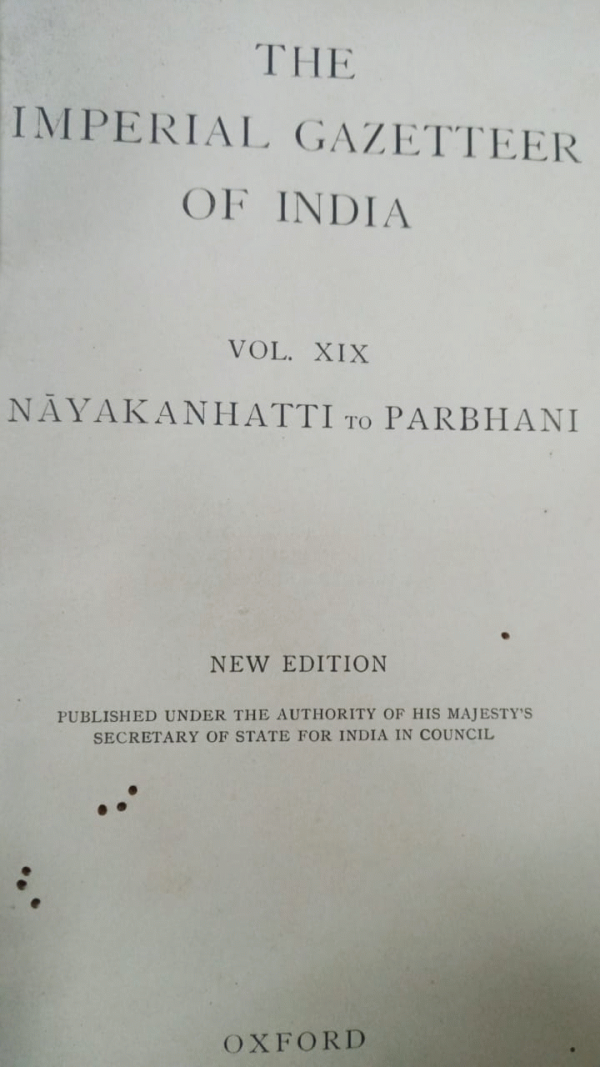 THE
IMPERIAL GAZETTEER
OF INDIA
VOL. XIX
NĀYAKANHATTI TO PARBHANI
NEW EDITION
PUBLISHED UNDER THE AUTHORITY OF HIS MAJESTY'S
SECRETARY OF STATE FOR INDIA IN COUNCIL
OXFORD